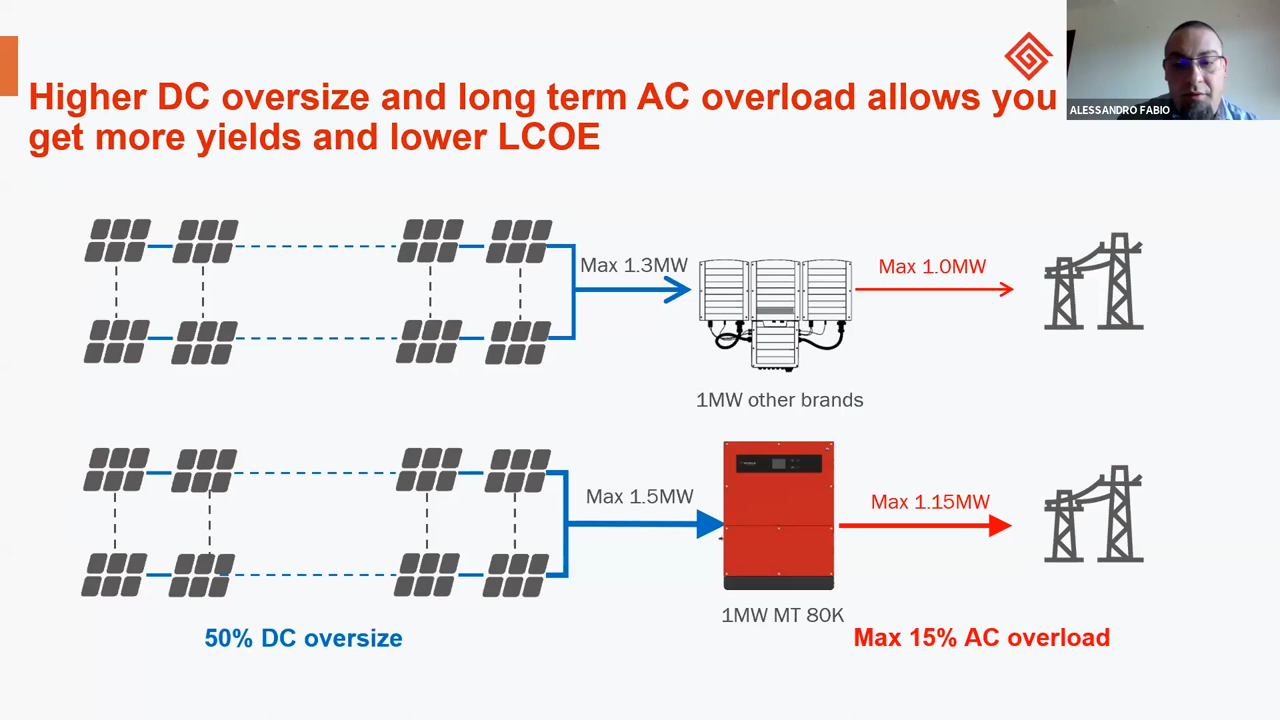 Higher DC oversize and long term AC overload allows you
get more yields and lower LCOE
ALESSANDRO FABIO
Max 1.3MW
Max 1.0MW
1MW other brands
Max 1.5MW
Max 1.15MW
1MW MT 80K
50% DC oversize
Max 15% AC overload